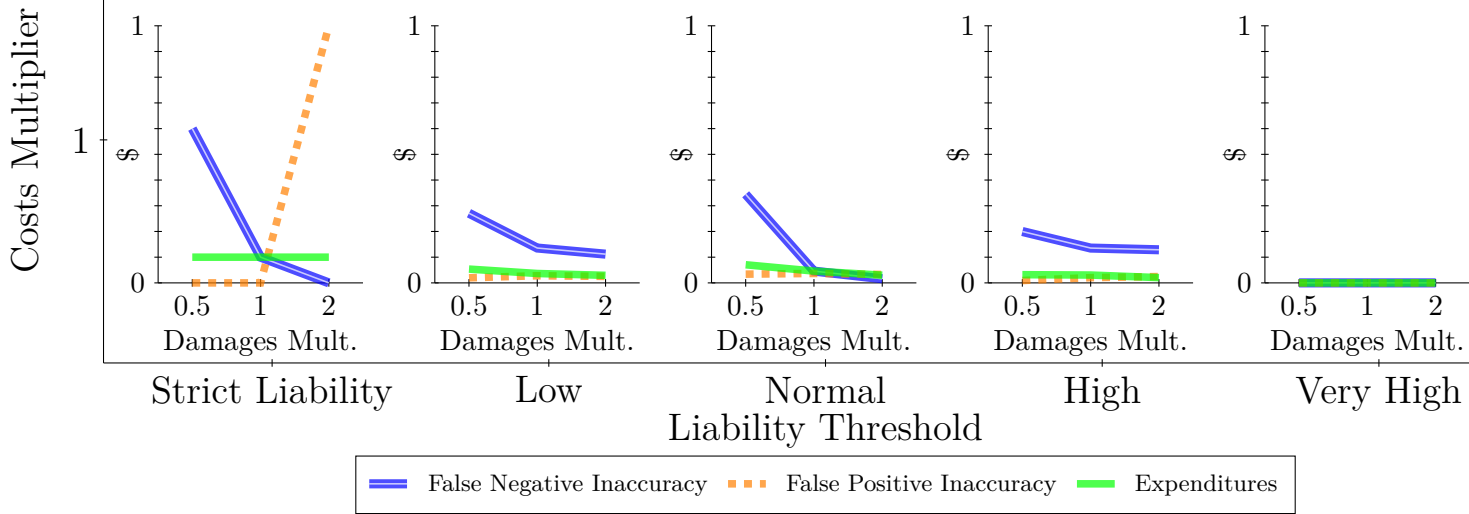 Costs Multiplier
1
1
$
0
0.5 1 2
Damages Mult.
1
$
0
0.5 1 2
Damages Mult.
1
$
0
0.5 1 2
Damages Mult.
1
$
0
0.5 1 2
Damages Mult.
1
$
0
0.5 1 2
Damages Mult.
Strict Liability Low Normal High Very High
Liability Threshold
False Negative Inaccuracy False Positive Inaccuracy Expenditures